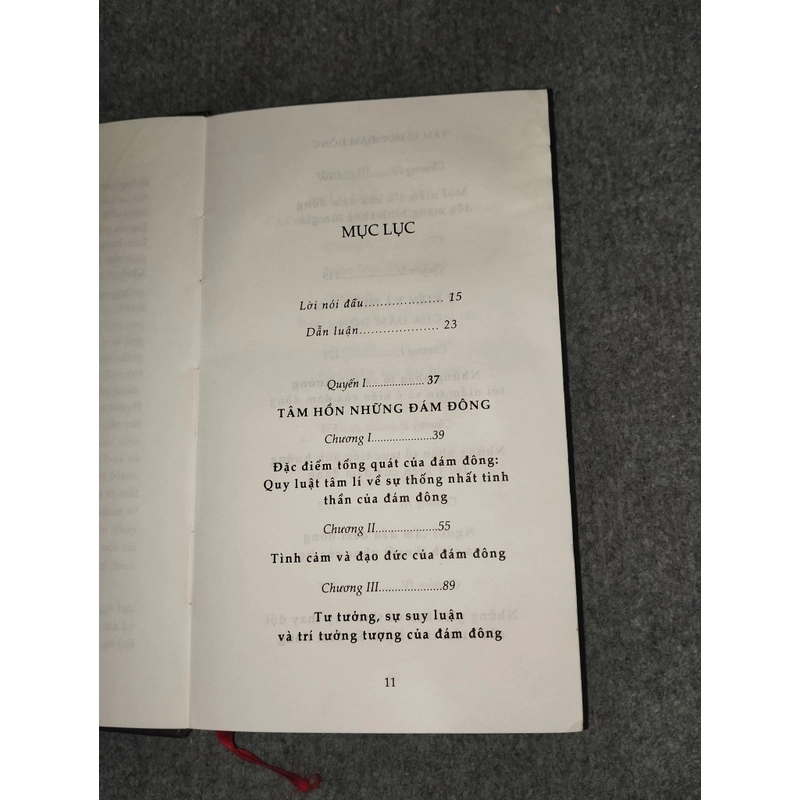 MỤC LỤC
Lời nói đầu.................... 15
Dẫn luận.................... 23
Quyển I.................... 37
TÂM HỒN NHỮNG ĐÁM ĐÔNG
Chương I....................39
Đặc điểm tổng quát của đám đông:
Quy luật tâm lí về sự thống nhất tinh
thần của đám đông
Chương II....................55
Tình cảm và đạo đức của đám đông
Chương III....................89
Tư tưởng, sự suy luận
và trí tưởng tượng của đám đông
11